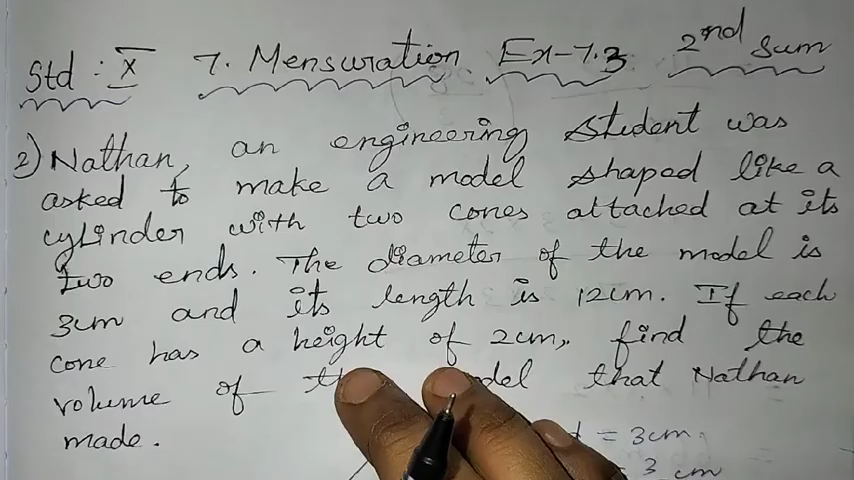 Std : X 7. Mensuration Ex-7.3 2nd Sum
2) Nathan, an engineering student was
asked to make a model shaped like a
cylinder with two cones attached at its
two ends. The diameter of the model is
3cm and its length is 12cm. If each
cone has a height of 2cm, find the
volume of model that Nathan
made.
d = 3cm.
= 3 cm